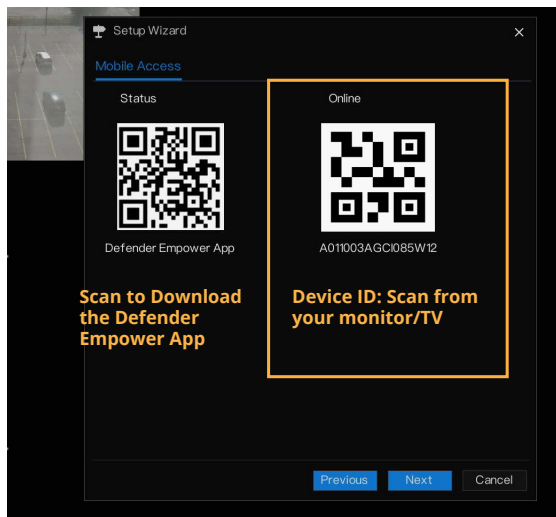 Setup Wizard
Mobile Access
Status
Online
Defender Empower App
A011003AGCI085W12
Scan to Download
the Defender
Empower App
Device ID: Scan from
your monitor/TV
Previous
Next
Cancel